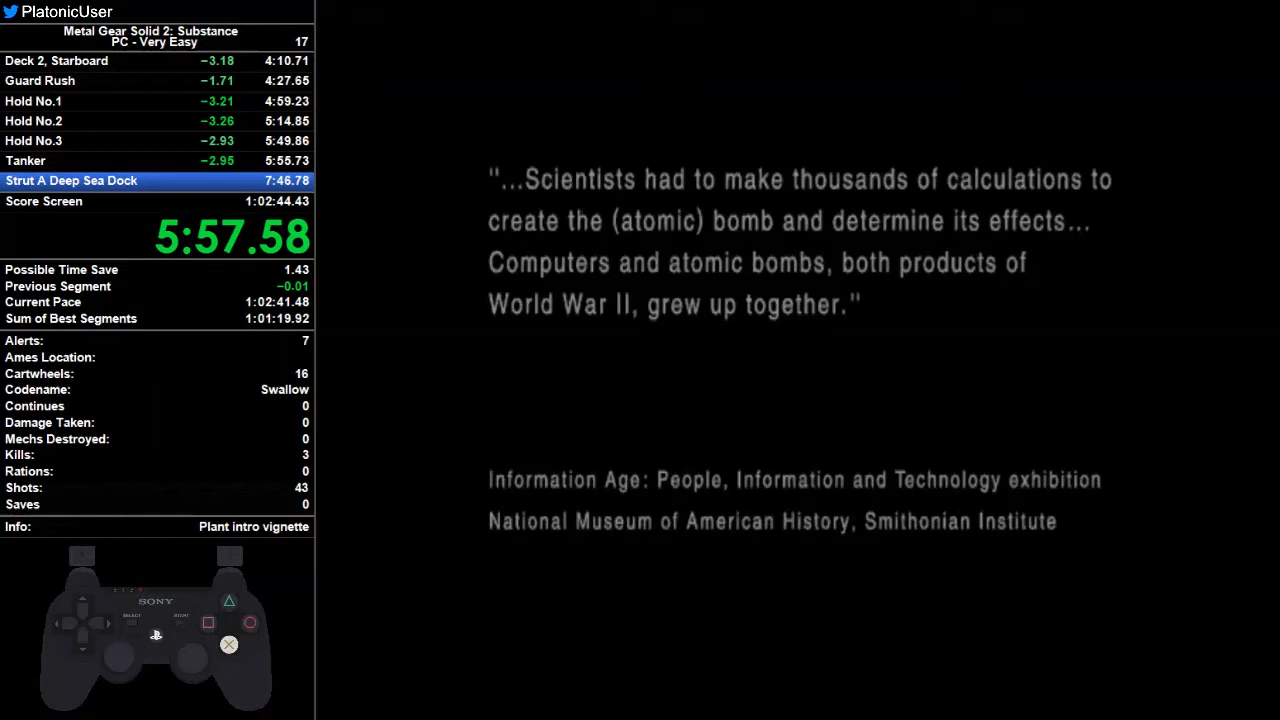 PlatonicUser
Metal Gear Solid 2: Substance
PC - Very Easy 17
Deck 2, Starboard −3.18 4:10.71
Guard Rush −1.71 4:27.65
Hold No.1 −3.21 4:59.23
Hold No.2 −3.26 5:14.85
Hold No.3 −2.93 5:49.86
Tanker −2.95 5:55.73
Strut A Deep Sea Dock 7:46.78
Score Screen 1:02:44.43
5:57.58
Possible Time Save 1.43
Previous Segment −0.01
Current Pace 1:02:41.48
Sum of Best Segments 1:01:19.92
Alerts: 7
Ames Location:
Cartwheels: 16
Codename: Swallow
Continues 0
Damage Taken: 0
Mechs Destroyed: 0
Kills: 3
Rations: 0
Shots: 43
Saves 0
Info: Plant intro vignette
SONY
SELECT START
"...Scientists had to make thousands of calculations to
create the (atomic) bomb and determine its effects...
Computers and atomic bombs, both products of
World War II, grew up together."
Information Age: People, Information and Technology exhibition
National Museum of American History, Smithonian Institute